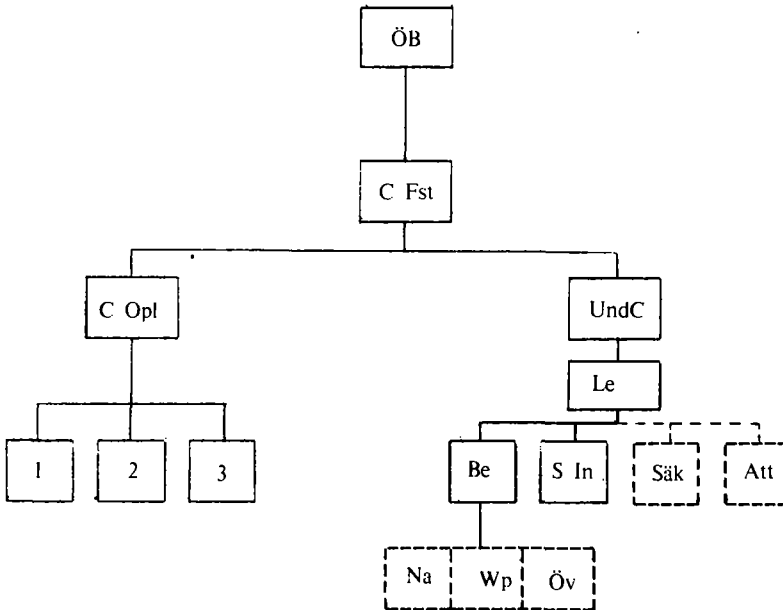 ÖB
C Fst
C Opl
UndC
Le
1 2 3
Be S In Säk Att
Na Wp Öv